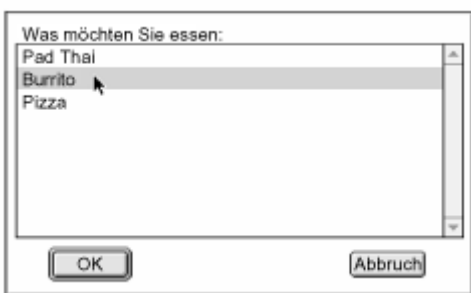 Was möchten Sie essen:
Pad Thai
Burrito
Pizza
OK
Abbruch